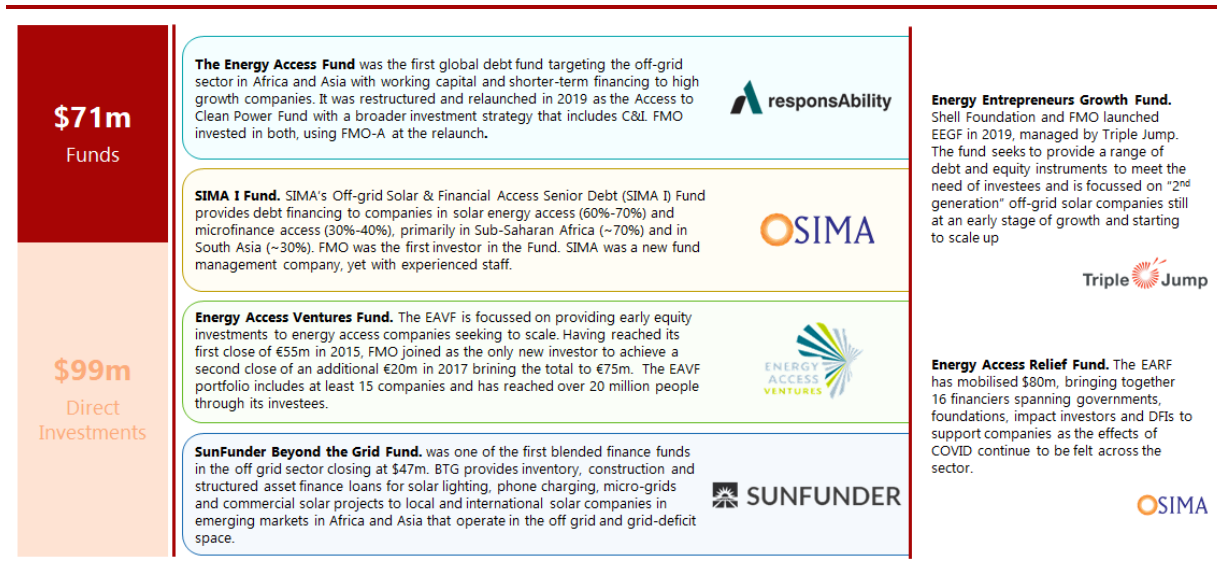 $71m
Funds
$99m
Direct
Investments
The Energy Access Fund was the first global debt fund targeting the off-grid
sector in Africa and Asia with working capital and shorter-term financing to high
growth companies. It was restructured and relaunched in 2019 as the Access to
Clean Power Fund with a broader investment strategy that includes C&I. FMO
invested in both, using FMO-A at the relaunch.
responsAbility
SIMA I Fund. SIMA's Off-grid Solar & Financial Access Senior Debt (SIMA I) Fund
provides debt financing to companies in solar energy access (60%-70%) and
microfinance access (30%-40%), primarily in Sub-Saharan Africa (~70%) and in
South Asia (~30%). FMO was the first investor in the Fund. SIMA was a new fund
management company, yet with experienced staff.
SIMA
Energy Access Ventures Fund. The EAVF is focussed on providing early equity
investments to energy access companies seeking to scale. Having reached its
first close of €55m in 2015, FMO joined as the only new investor to achieve a
second close of an additional €20m in 2017 brining the total to €75m.  The EAVF
portfolio includes at least 15 companies and has reached over 20 million people
through its investees.
ENERGY
ACCESS
VENTURES
SunFunder Beyond the Grid Fund. was one of the first blended finance funds
in the off grid sector closing at $47m. BTG provides inventory, construction and
structured asset finance loans for solar lighting, phone charging, micro-grids
and commercial solar projects to local and international solar companies in
emerging markets in Africa and Asia that operate in the off grid and grid-deficit
space.
SUNFUNDER
Energy Entrepreneurs Growth Fund.
Shell Foundation and FMO launched
EEGF in 2019, managed by Triple Jump.
The fund seeks to provide a range of
debt and equity instruments to meet the
need of investees and is focussed on "2nd
generation" off-grid solar companies still
at an early stage of growth and starting
to scale up
Triple Jump
Energy Access Relief Fund. The EARF
has mobilised $80m, bringing together
16 financiers spanning governments,
foundations, impact investors and DFIs to
support companies as the effects of
COVID continue to be felt across the
sector.
SIMA